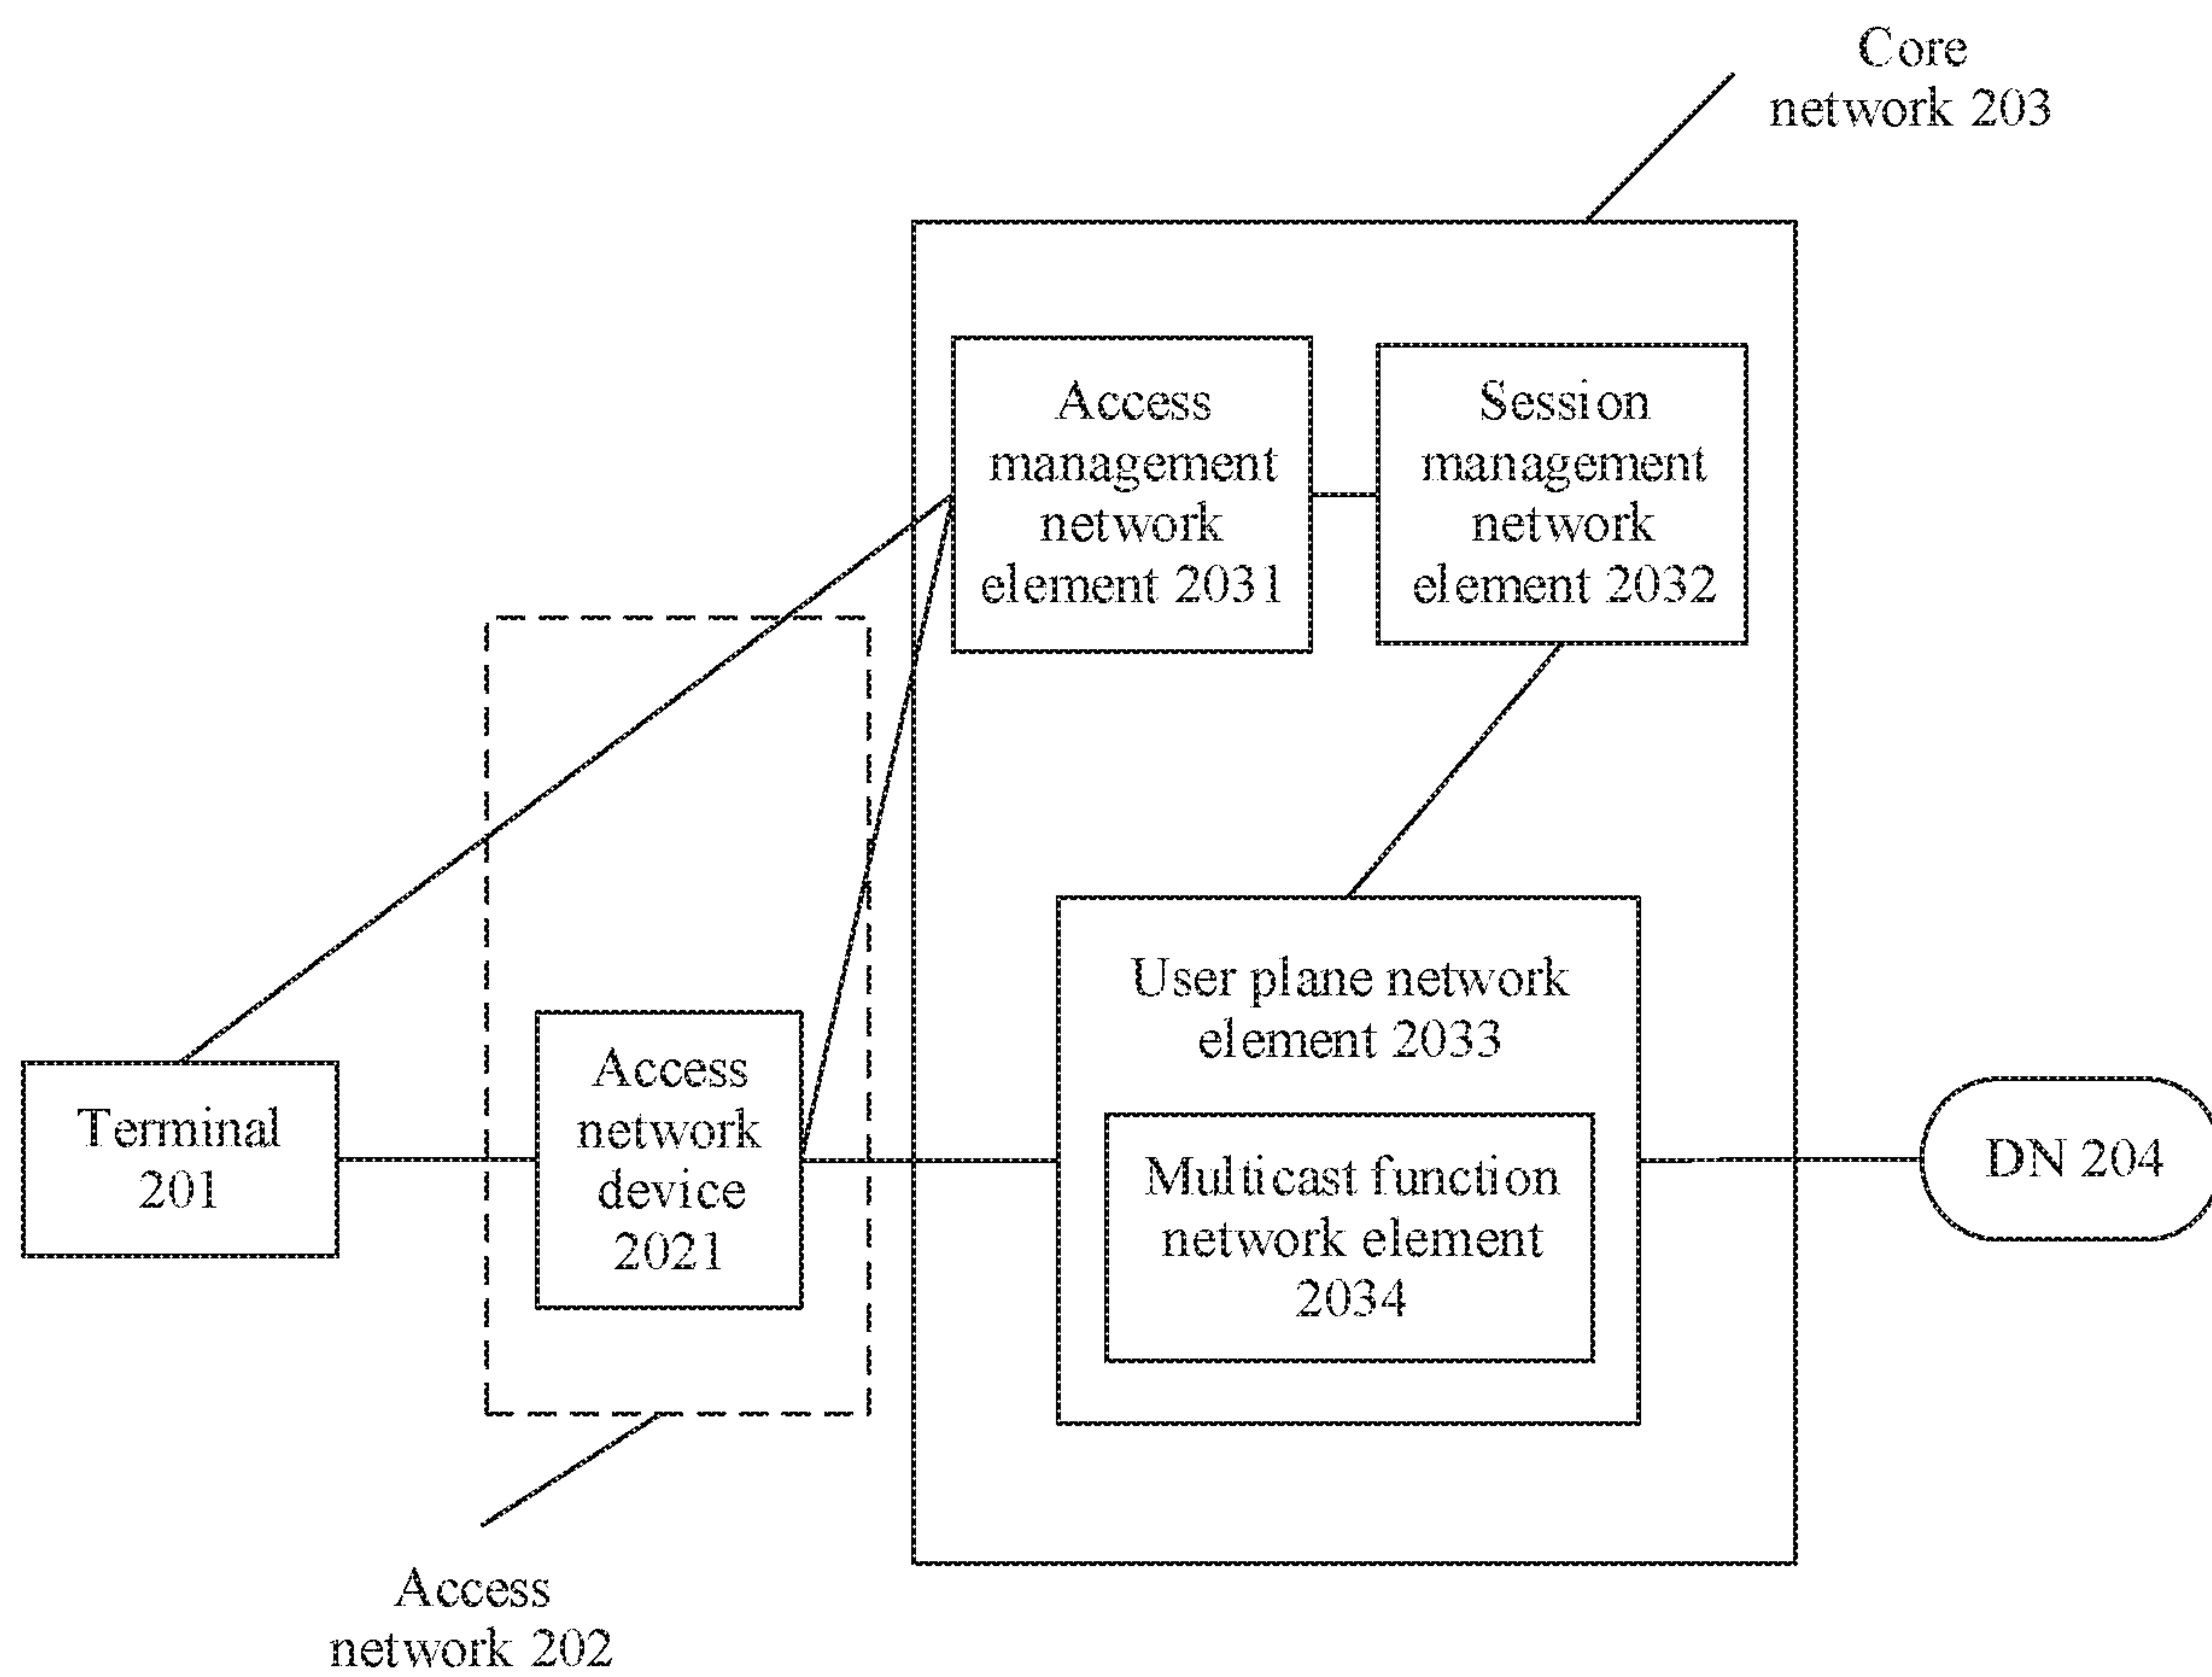 Core
network 203
Access
management
network
element 2031
Session
management
network
element 2032
User plane network
element 2033
Multicast function
network element
2034
Terminal
201
Access
network
device
2021
DN 204
Access
network 202